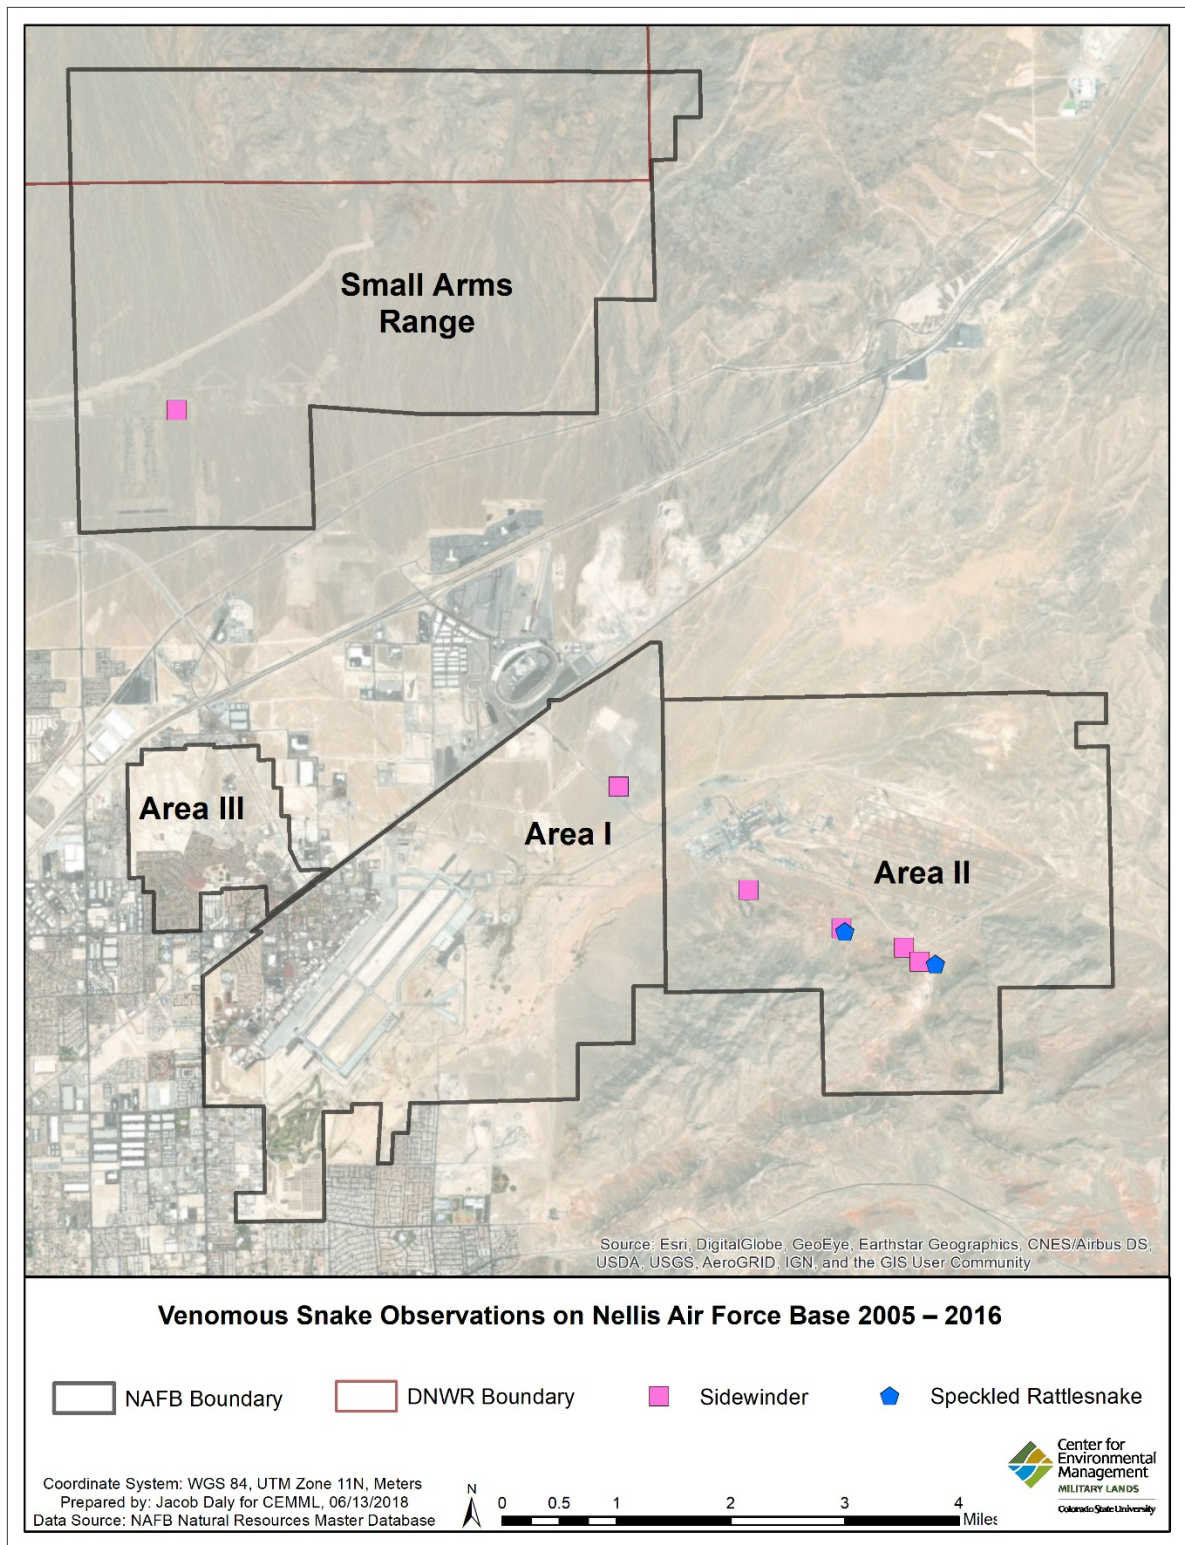 Small Arms
Range
Area III
Area I
Area II
Source: Esri, DigitalGlobe, GeoEye, Earthstar Geographics, CNES/Airbus DS,
USDA, USGS, AeroGRID, IGN, and the GIS User Community
Venomous Snake Observations on Nellis Air Force Base 2005 – 2016
NAFB Boundary
DNWR Boundary
Sidewinder
Speckled Rattlesnake
Coordinate System: WGS 84, UTM Zone 11N, Meters
Prepared by: Jacob Daly for CEMML, 06/13/2018
Data Source: NAFB Natural Resources Master Database
N
0 0.5 1 2 3 4
Miles
Center for
Environmental
Management
MILITARY LANDS
Colorado State University